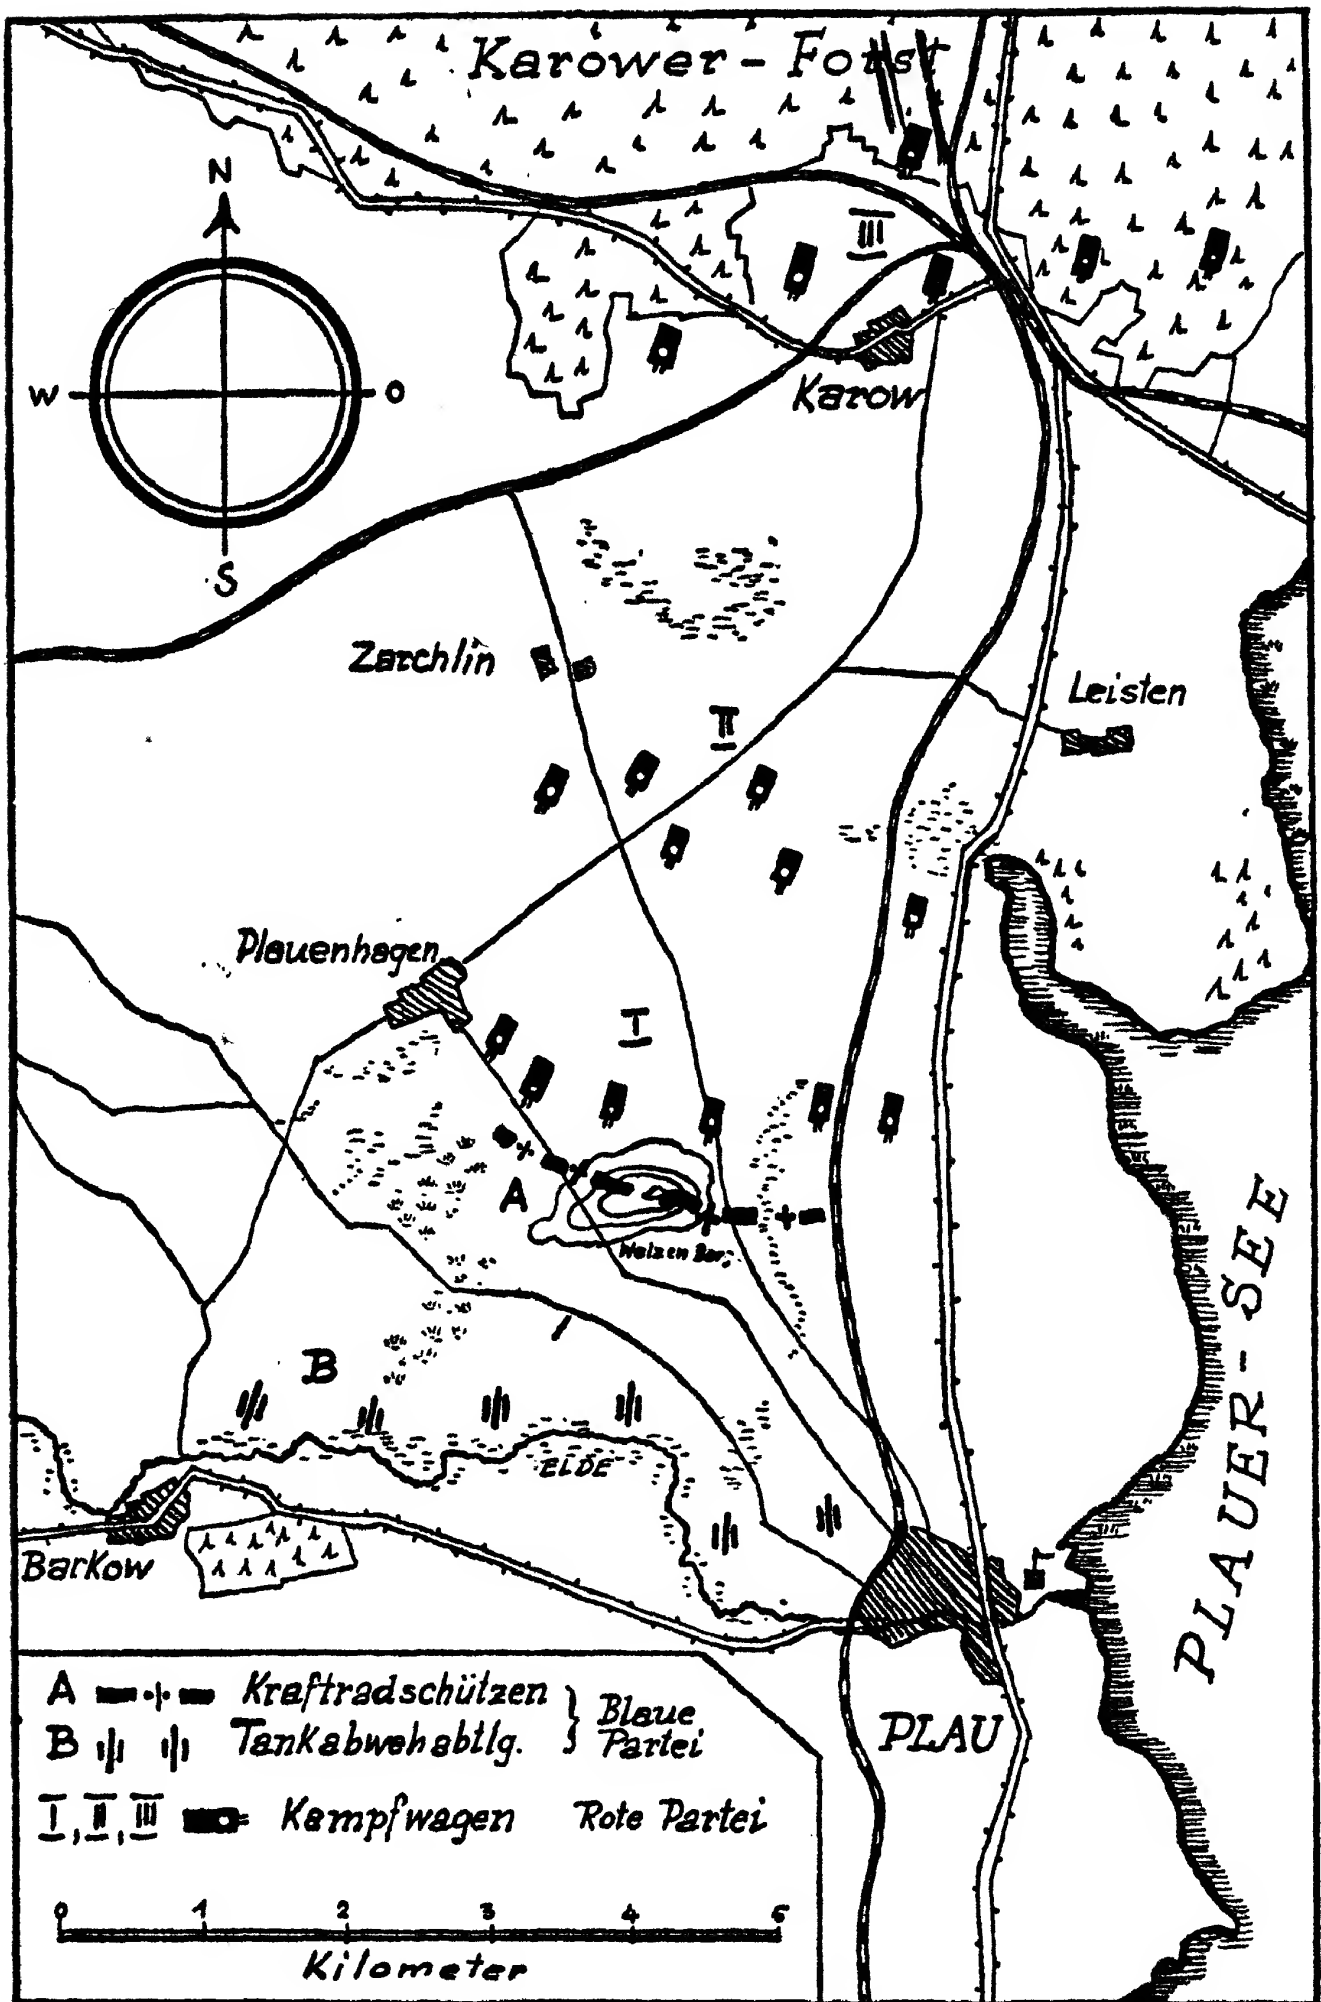 Karower - Forst
N
W
O
S
III
Karow
Zarchlin
Leisten
II
Plauenhagen
I
A
Weizen Berg
B
ELDE
Barkow
PLAUER - SEE
PLAU
A Kraftradschützen } Blaue
B Tankabwehabtlg. } Partei
I, II, III Kampfwagen Rote Partei
0 1 2 3 4 5
Kilometer